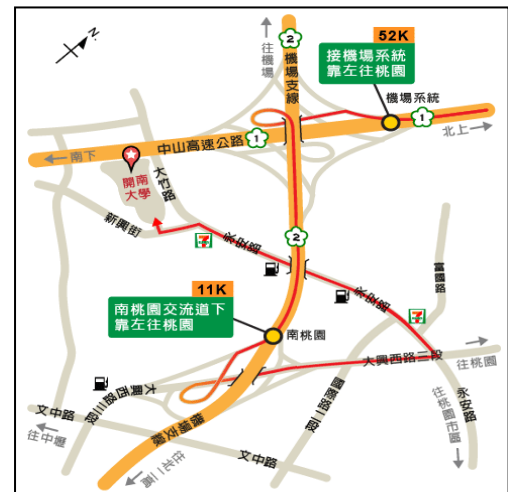 N.
2
往機場
機場支線
52K
接機場系統
靠左往桃園
機場系統
1
北上
中山高速公路
1
南下
開南
大學
大竹路
新興街
7
永安路
2
永安路
富國路
7
11K
南桃園交流道下
靠左往桃園
南桃園
大興西路三段
往桃園
大興西路三段
國際路二段
永安路
往桃園市區
文中路
往中壢
機場支線
往北二高
文中路